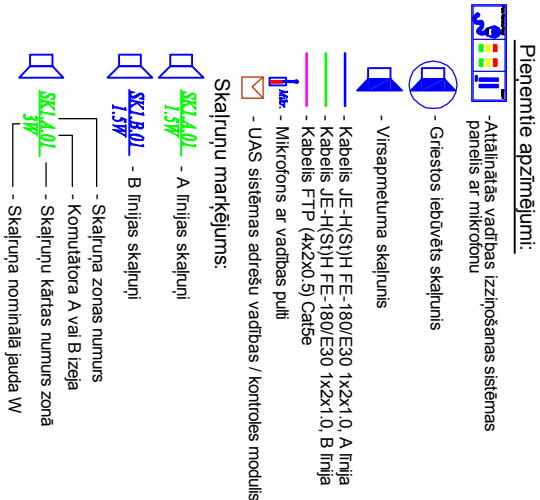 Pieņemtie apzīmējumi:
-Attālinātās vadības izziņošanas sistēmas
panelis ar mikrofonu
- Griestos iebūvēts skaļrunis
- Virsapmetuma skaļrunis
- Kabelis JE-H(St)H FE-180/E30 1x2x1.0, A līnija
- Kabelis JE-H(St)H FE-180/E30 1x2x1.0, B līnija
- Kabelis FTP (4x2x0.5) Cat5e
Mikr.
- Mikrofons ar vadības pulti
- UAS sistēmas adrešu vadības / kontroles modulis
Skaļruņu marķējums:
SK1.A.01
1.5W
- A līnijas skaļruņi
SK1.B.01
1.5W
- B līnijas skaļruņi
SK1.A.01
3W
- Skaļruņa zonas numurs
- Komutātora A vai B izeja
- Skaļruņu kārtas numurs zonā
- Skaļruņa nominālā jauda W